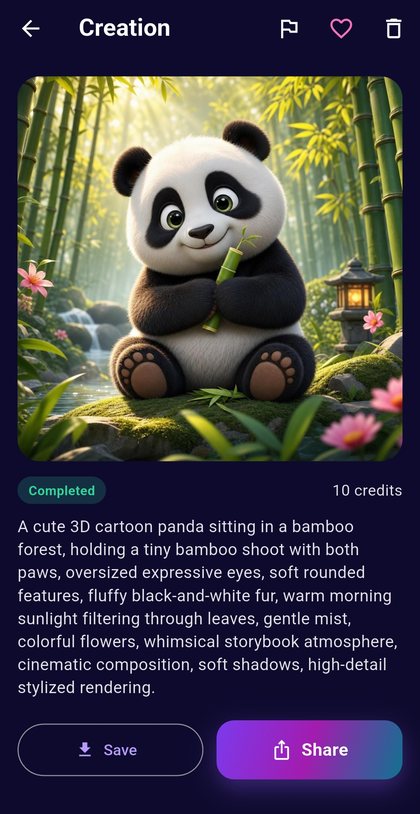 Creation
Completed
10 credits
A cute 3D cartoon panda sitting in a bamboo
forest, holding a tiny bamboo shoot with both
paws, oversized expressive eyes, soft rounded
features, fluffy black-and-white fur, warm morning
sunlight filtering through leaves, gentle mist,
colorful flowers, whimsical storybook atmosphere,
cinematic composition, soft shadows, high-detail
stylized rendering.
Save
Share